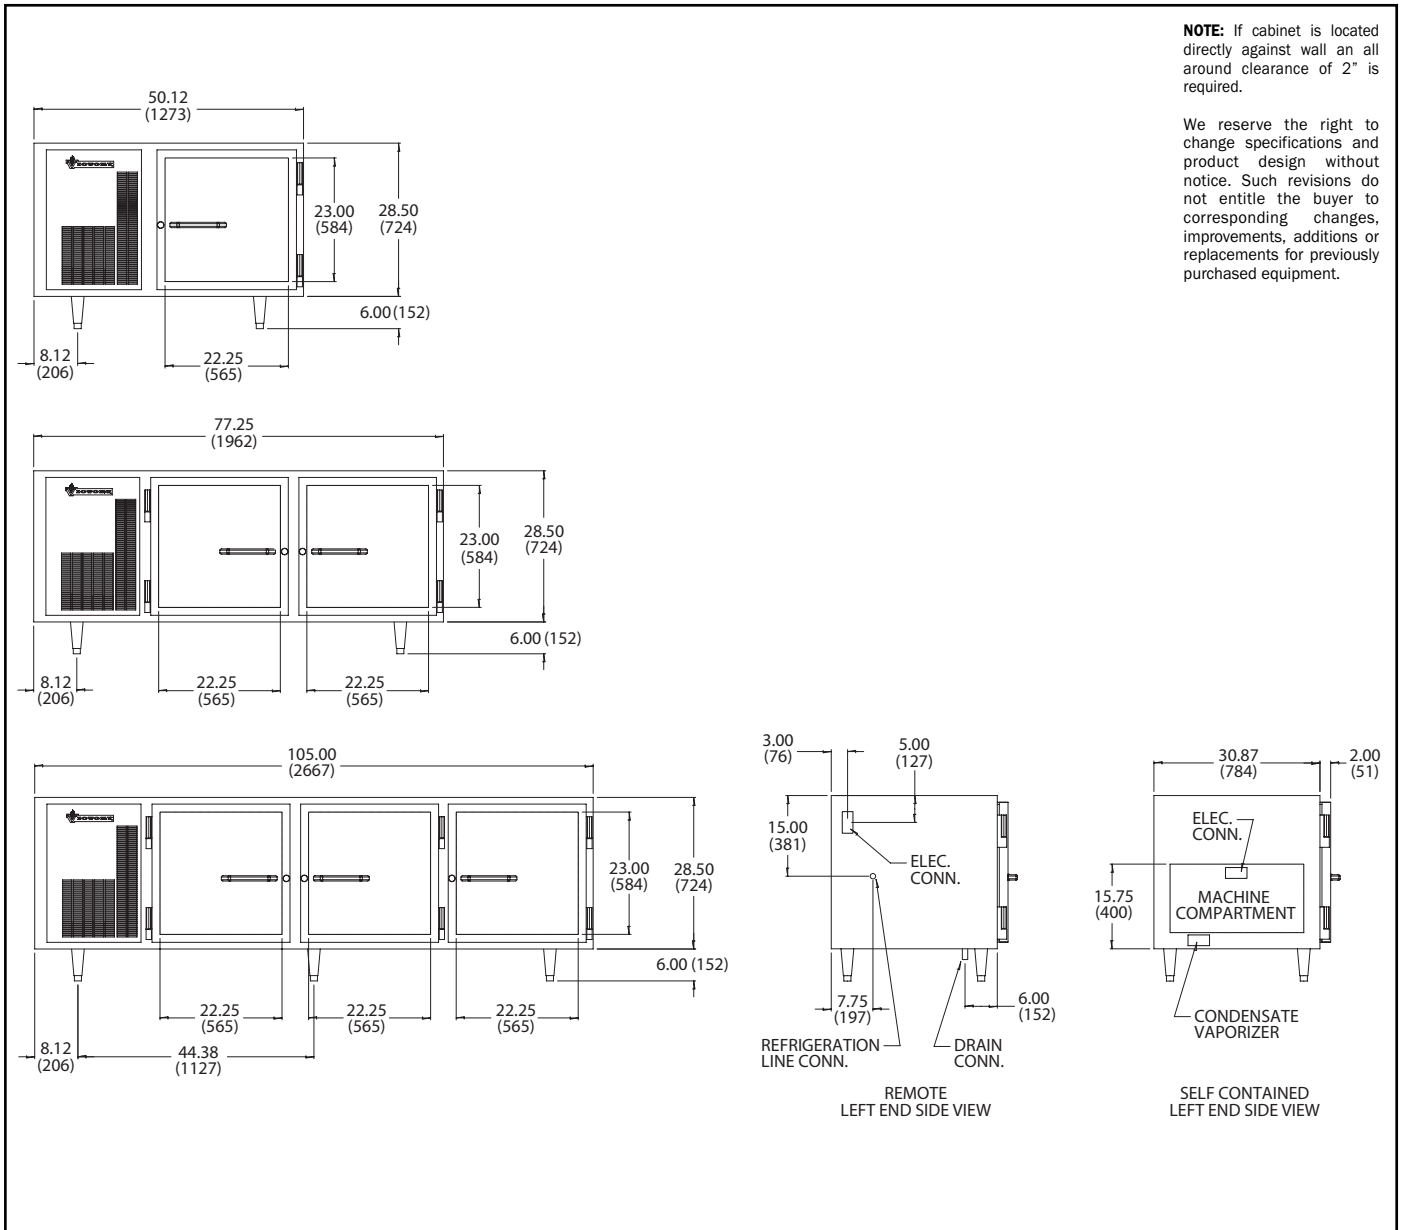 NOTE: If cabinet is located
directly against wall an all
around clearance of 2” is
required.
We reserve the right to
change specifications and
product design without
notice. Such revisions do
not entitle the buyer to
corresponding changes,
improvements, additions or
replacements for previously
purchased equipment.
50.12
(1273)
23.00
(584)
28.50
(724)
6.00(152)
8.12
(206)
22.25
(565)
77.25
(1962)
23.00
(584)
28.50
(724)
6.00 (152)
8.12
(206)
22.25
(565)
22.25
(565)
105.00
(2667)
23.00
(584)
28.50
(724)
6.00 (152)
22.25
(565)
22.25
(565)
22.25
(565)
8.12
(206)
44.38
(1127)
3.00
(76)
5.00
(127)
15.00
(381)
ELEC.
CONN.
7.75
(197)
6.00
(152)
REFRIGERATION
LINE CONN.
DRAIN
CONN.
REMOTE
LEFT END SIDE VIEW
30.87
(784)
2.00
(51)
ELEC.
CONN.
15.75
(400)
MACHINE
COMPARTMENT
CONDENSATE
VAPORIZER
SELF CONTAINED
LEFT END SIDE VIEW